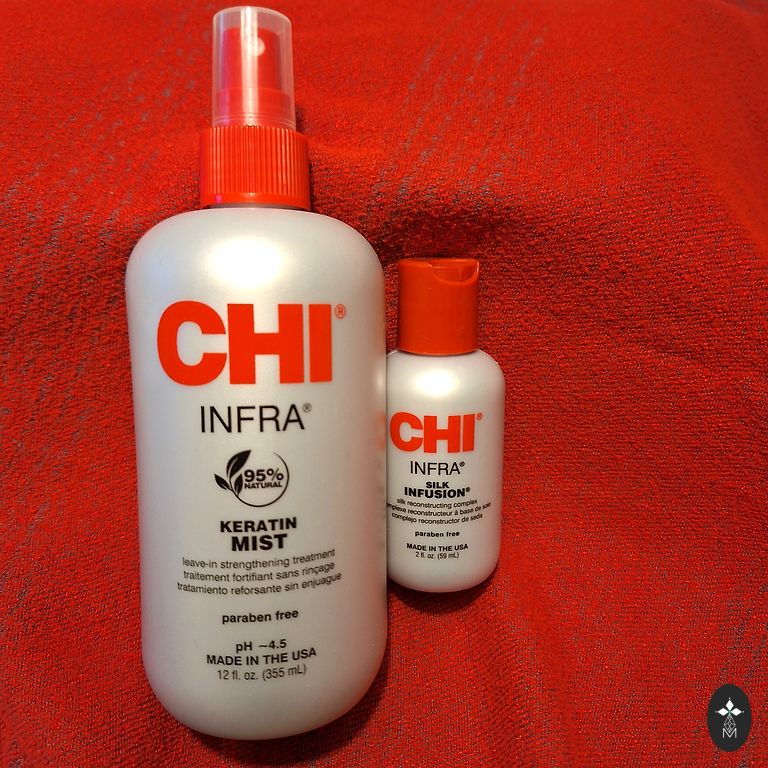 CHI®
INFRA®
95%
NATURAL
KERATIN
MIST
leave-in strengthening treatment
traitement fortifiant sans rinçage
tratamiento reforsante sin enjuague
paraben free
pH ~4.5
MADE IN THE USA
12 fl. oz. (355 mL)
CHI®
INFRA®
SILK
INFUSION®
silk reconstructing complex
reconstructeur à base de soie
complejo reconstructor de seda
paraben free
MADE IN THE USA
2 fl. oz. (59 mL)
M